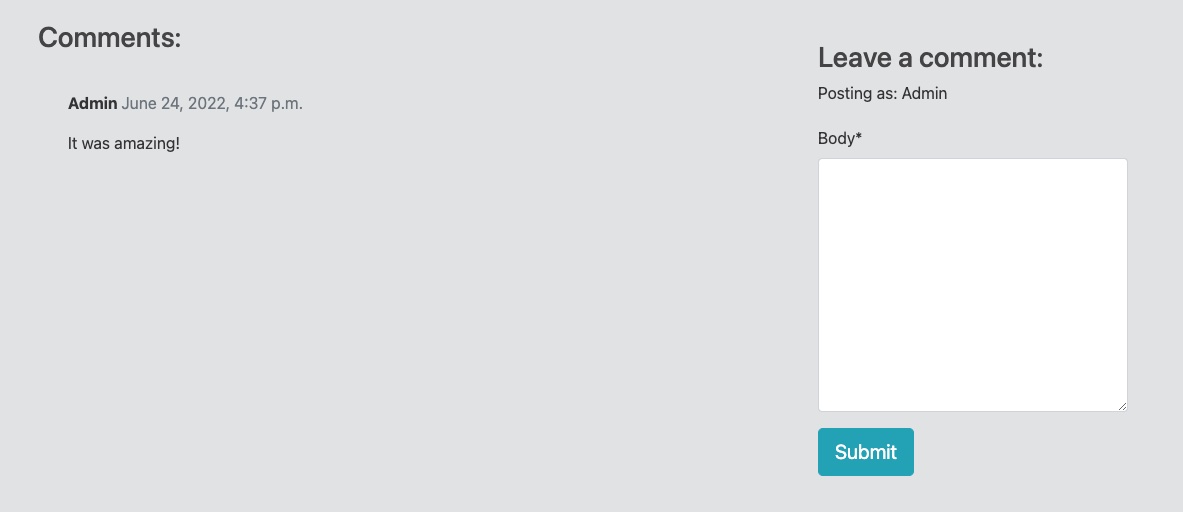 Comments:
Admin June 24, 2022, 4:37 p.m.
It was amazing!
Leave a comment:
Posting as: Admin
Body*
Submit